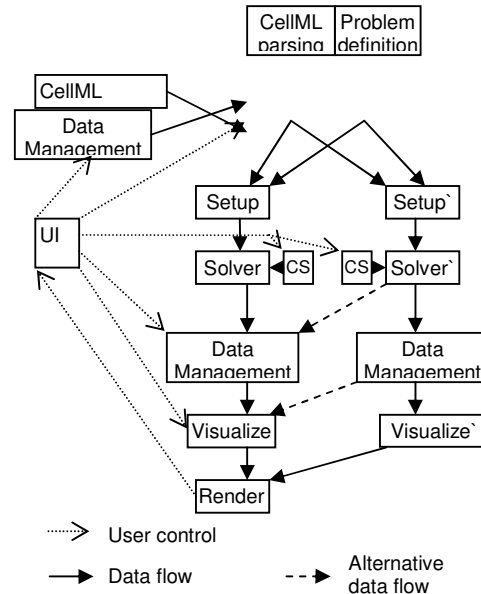 CellML
parsing
Problem
definition
CellML
Data
Management
Setup
Setup`
UI
Solver
CS
CS
Solver`
Data
Management
Data
Management
Visualize
Visualize`
Render
User control
Data flow
Alternative
data flow